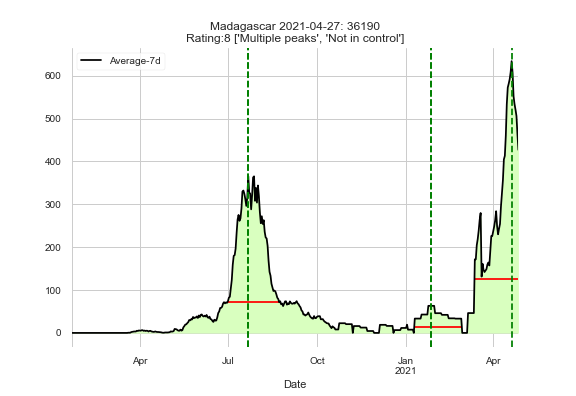 Madagascar 2021-04-27: 36190
Rating:8 ['Multiple peaks', 'Not in control']
Average-7d
600
500
400
300
200
100
0
Apr
Jul
Oct
Jan
2021
Apr
Date